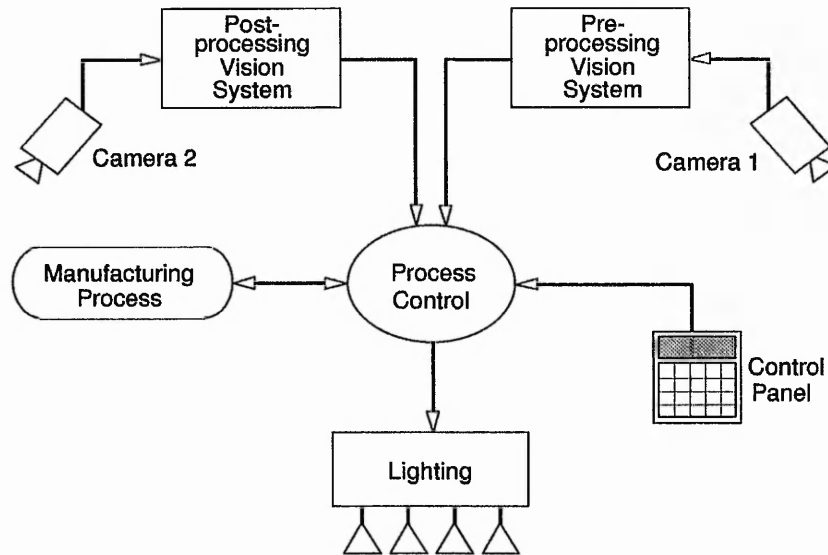 Post-
processing
Vision
System
Pre-
processing
Vision
System
Camera 2
Camera 1
Manufacturing
Process
Process
Control
Control
Panel
Lighting